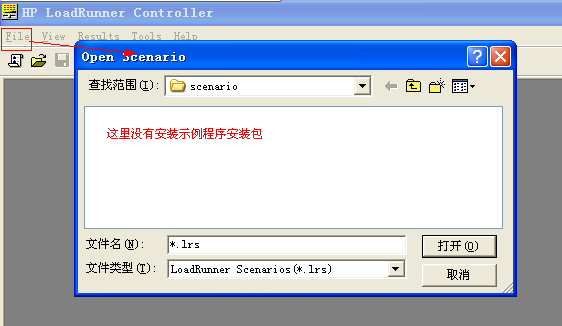 HP LoadRunner Controller
File View Results Tools Help
Open Scenario
查找范围(I): scenario
这里没有安装示例程序安装包
文件名(N): *.lrs
打开(O)
文件类型(T): LoadRunner Scenarios(*.lrs)
取消